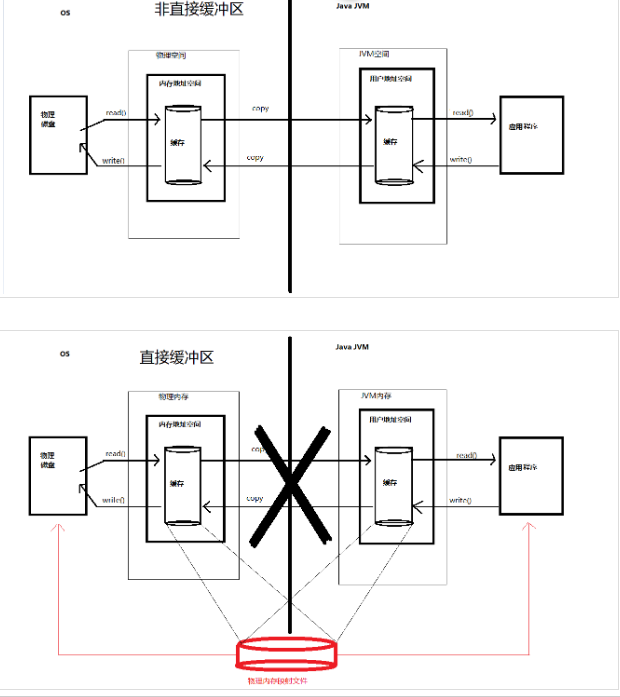 os
非直接缓冲区
Java JVM
物理空间
JVM空间
内存地址空间
用户地址空间
物理
磁盘
read()
copy
read()
缓存
缓存
应用程序
write()
copy
write()
os
直接缓冲区
Java JVM
物理内存
JVM内存
内存地址空间
用户地址空间
物理
磁盘
read()
copy
read()
缓存
缓存
应用程序
write()
copy
write()
物理内存映射文件